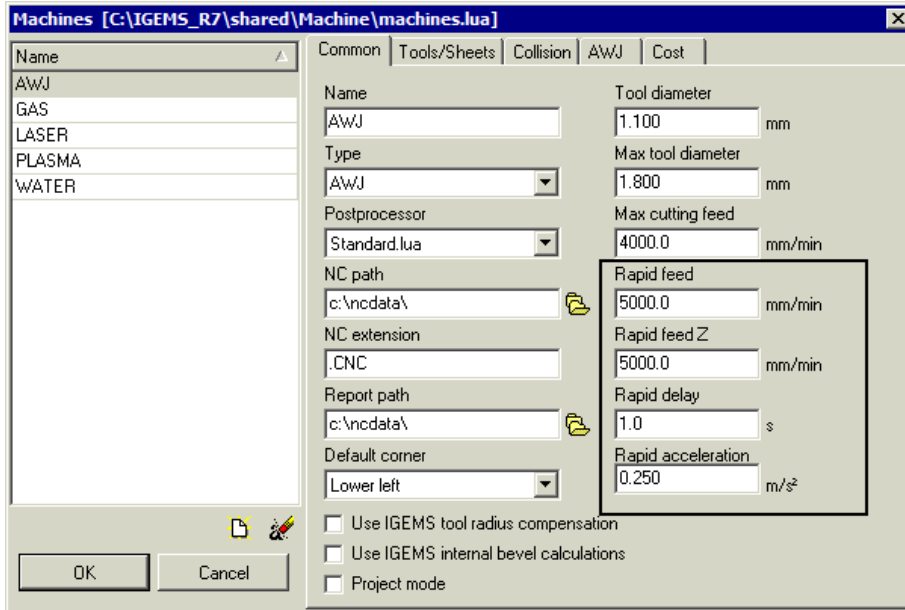 Machines [C:\IGEMS_R7\shared\Machine\machines.lua]
Name
AWJ
GAS
LASER
PLASMA
WATER
OK
Cancel
Common
Tools/Sheets
Collision
AWJ
Cost
Name
AWJ
Type
AWJ
Postprocessor
Standard.lua
NC path
c:\ncdata\
NC extension
.CNC
Report path
c:\ncdata\
Default corner
Lower left
Tool diameter
1.100 mm
Max tool diameter
1.800 mm
Max cutting feed
4000.0 mm/min
Rapid feed
5000.0 mm/min
Rapid feed Z
5000.0 mm/min
Rapid delay
1.0 s
Rapid acceleration
0.250 m/s²
Use IGEMS tool radius compensation
Use IGEMS internal bevel calculations
Project mode